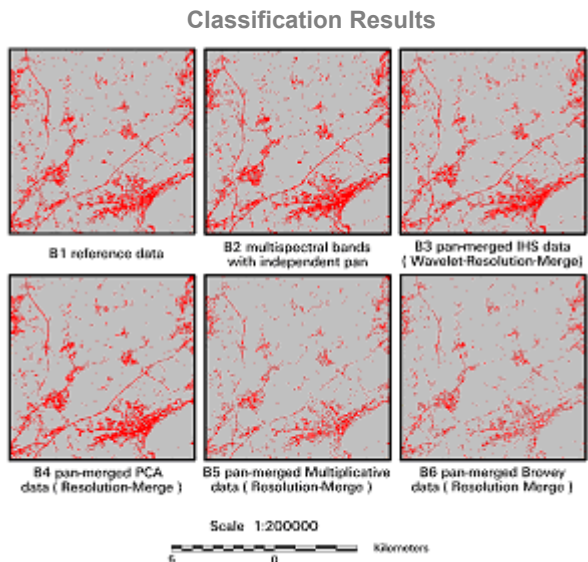 Classification Results
B1 reference data
B2 multispectral bands
with independent pan
B3 pan-merged IHS data
( Wavelet-Resolution-Merge)
B4 pan-merged PCA
data ( Resolution-Merge )
B5 pan-merged Multiplicative
data ( Resolution-Merge )
B6 pan-merged Brovey
data ( Resolution Merge )
Scale 1:200000
Kilometers
5 0